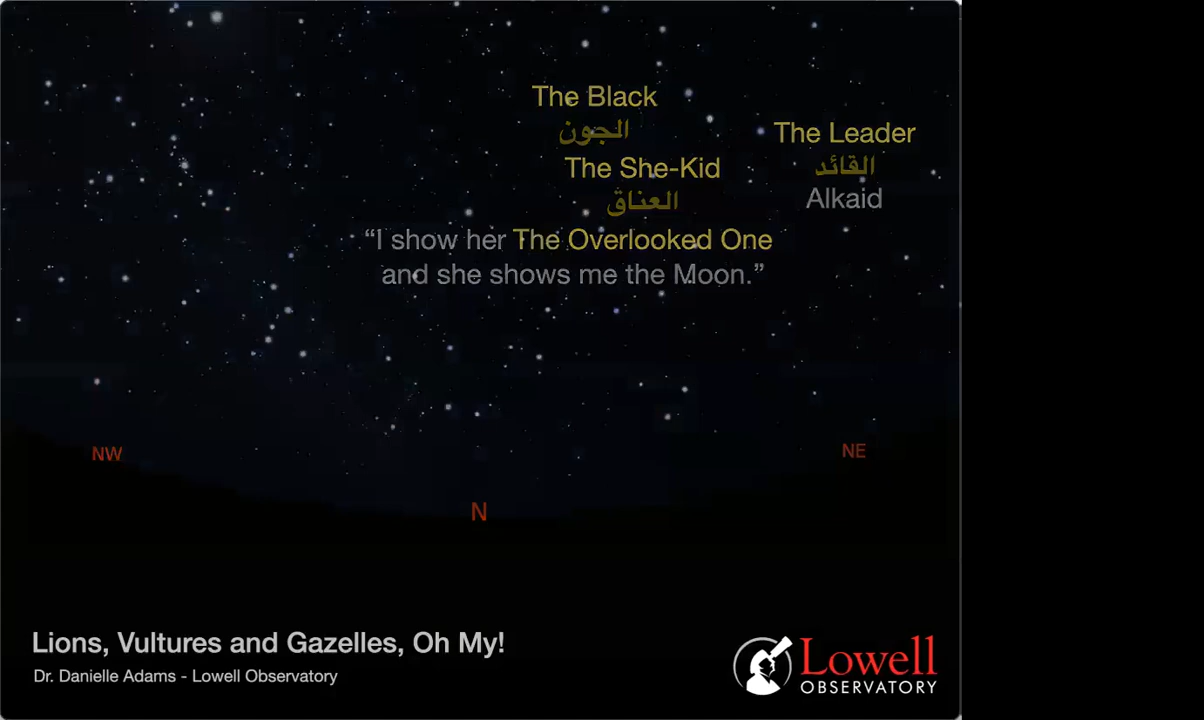 The Black
الجون
The Leader
القائد
Alkaid
The She-Kid
العناق
“I show her The Overlooked One
and she shows me the Moon.”
NW
N
NE
Lions, Vultures and Gazelles, Oh My!
Dr. Danielle Adams - Lowell Observatory
Lowell
OBSERVATORY